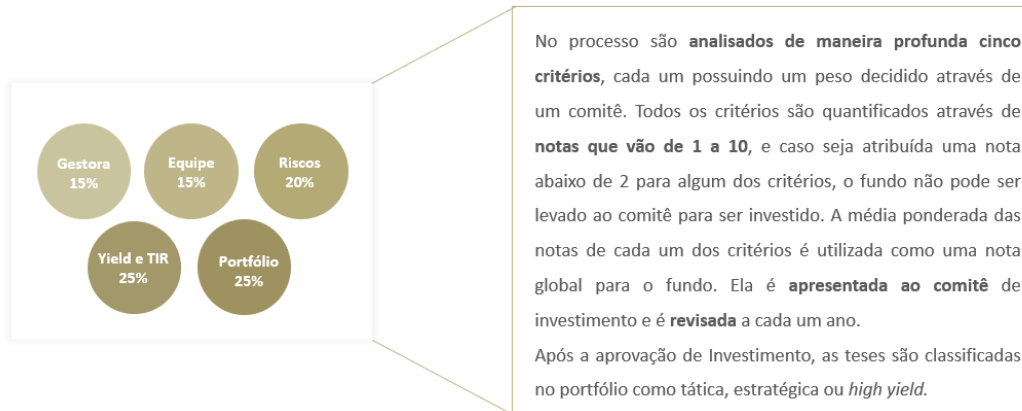 Gestora
15%
Equipe
15%
Riscos
20%
Yield e TIR
25%
Portfólio
25%
No processo são analisados de maneira profunda cinco
critérios, cada um possuindo um peso decidido através de
um comitê. Todos os critérios são quantificados através de
notas que vão de 1 a 10, e caso seja atribuída uma nota
abaixo de 2 para algum dos critérios, o fundo não pode ser
levado ao comitê para ser investido. A média ponderada das
notas de cada um dos critérios é utilizada como uma nota
global para o fundo. Ela é apresentada ao comitê de
investimento e é revisada a cada um ano.
Após a aprovação de Investimento, as teses são classificadas
no portfólio como tática, estratégica ou high yield.